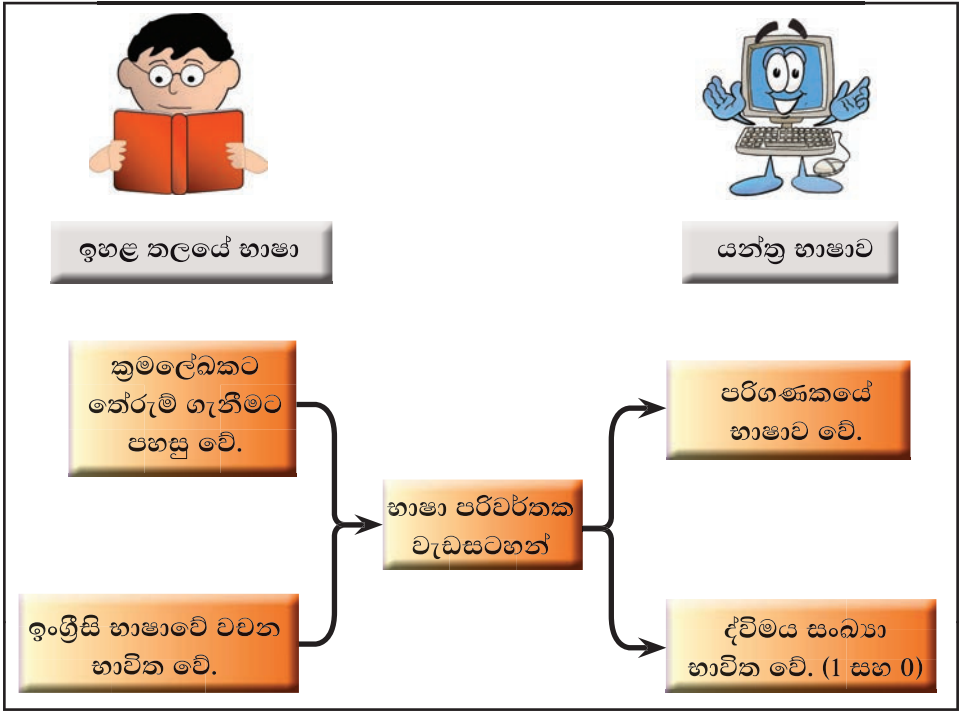 ඉහළ තලයේ භාෂා
යන්ත්‍ර භාෂාව
ක්‍රමලේඛකට
තේරුම් ගැනීමට
පහසු වේ.
පරිගණකයේ
භාෂාව වේ.
භාෂා පරිවර්තක
වැඩසටහන්
ඉංග්‍රීසි භාෂාවේ වචන
භාවිත වේ.
ද්විමය සංඛ්‍යා
භාවිත වේ. (1 සහ 0)